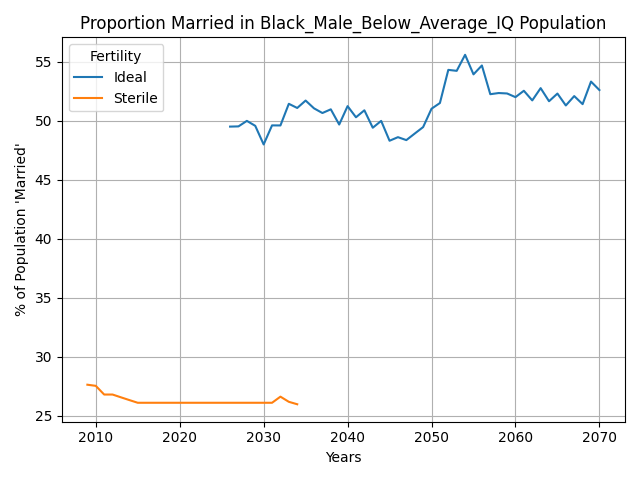 Proportion Married in Black_Male_Below_Average_IQ Population
Fertility
Ideal
Sterile
% of Population 'Married'
55
50
45
40
35
30
25
2010 2020 2030 2040 2050 2060 2070
Years